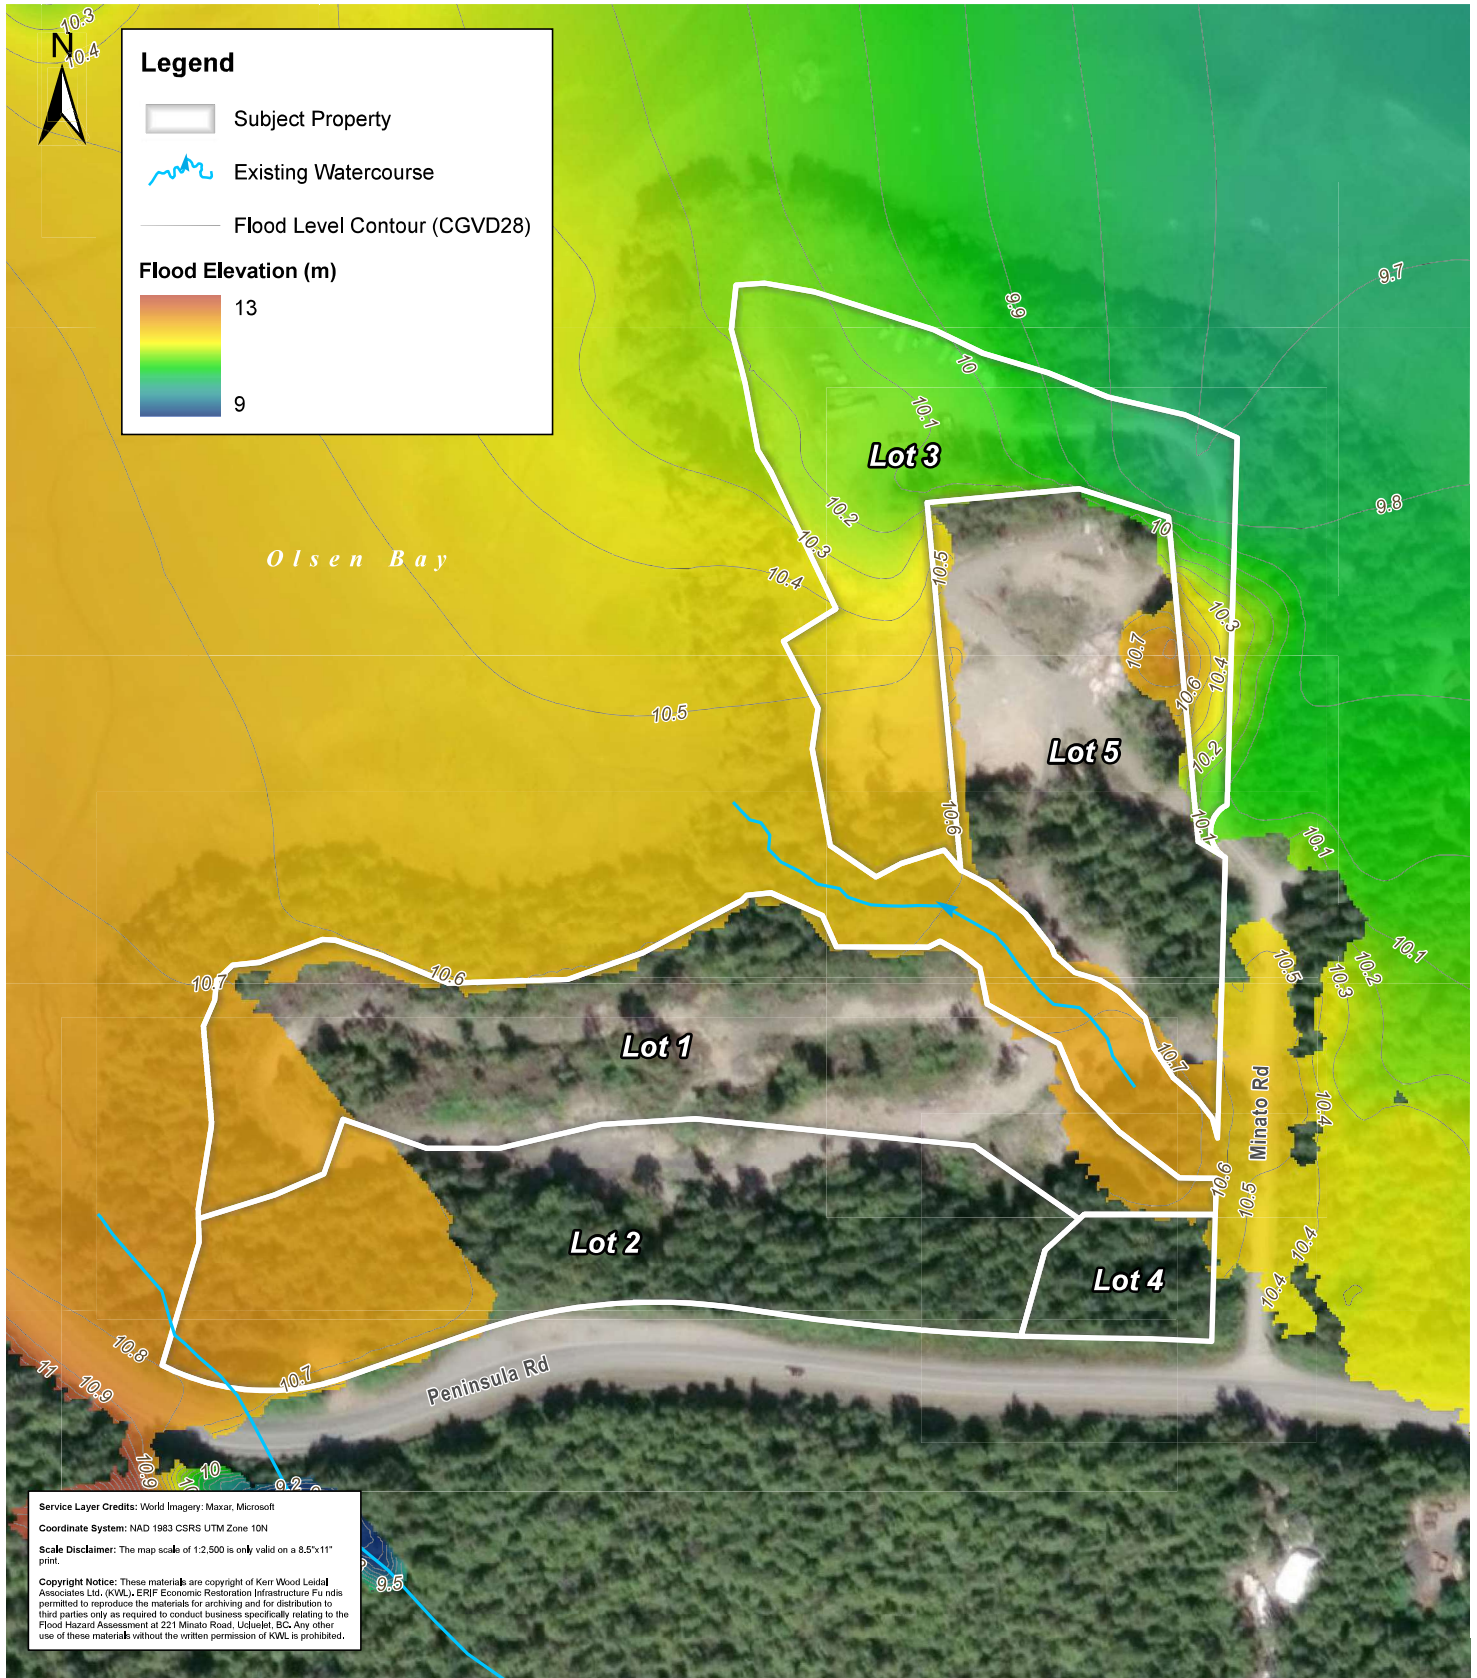 10.3
10.4
N
Legend
Subject Property
Existing Watercourse
Flood Level Contour (CGVD28)
Flood Elevation (m)
13
9
9.7
9.9
10
10.1
Lot 3
10.2
9.8
10
10.3
Olsen Bay
10.5
10.4
10.3
10.7
10.4
10.6
10.5
Lot 5
10.2
10.6
10.1
10.1
10.1
10.6
10.7
10.5
10.2
10.3
Lot 1
10.7
Minato Rd
10.4
10.6
10.5
Lot 2
10.4
Lot 4
10.4
10.8
11
10.9
10.7
Peninsula Rd
10.9
10
9.2
9.5
Service Layer Credits: World Imagery: Maxar, Microsoft
Coordinate System: NAD 1983 CSRS UTM Zone 10N
Scale Disclaimer: The map scale of 1:2,500 is only valid on a 8.5"x11"
print.
Copyright Notice: These materials are copyright of Kerr Wood Leidal
Associates Ltd. (KWL). ERIF Economic Restoration Infrastructure Fu ndis
permitted to reproduce the materials for archiving and for distribution to
third parties only as required to conduct business specifically relating to the
Flood Hazard Assessment at 221 Minato Road, Ucluelet, BC. Any other
use of these materials without the written permission of KWL is prohibited.